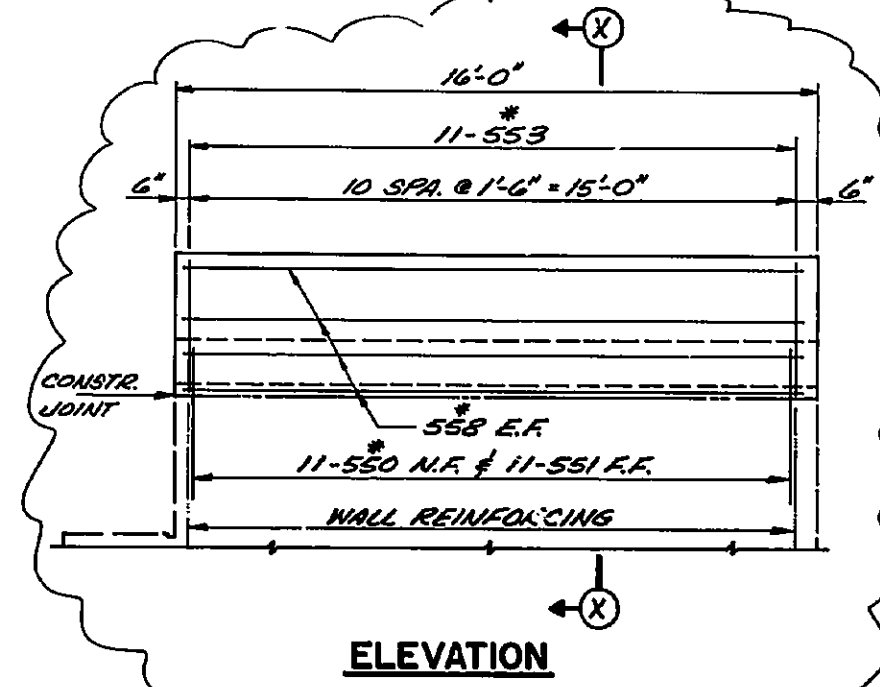 X
16'-0"
*
11-553
6" 10 SPA. @ 1'-6" = 15'-0" 6"
CONSTR.
JOINT
*
558 E.F.
*
11-550 N.F. & 11-551 F.F.
WALL REINFORCING
X
ELEVATION